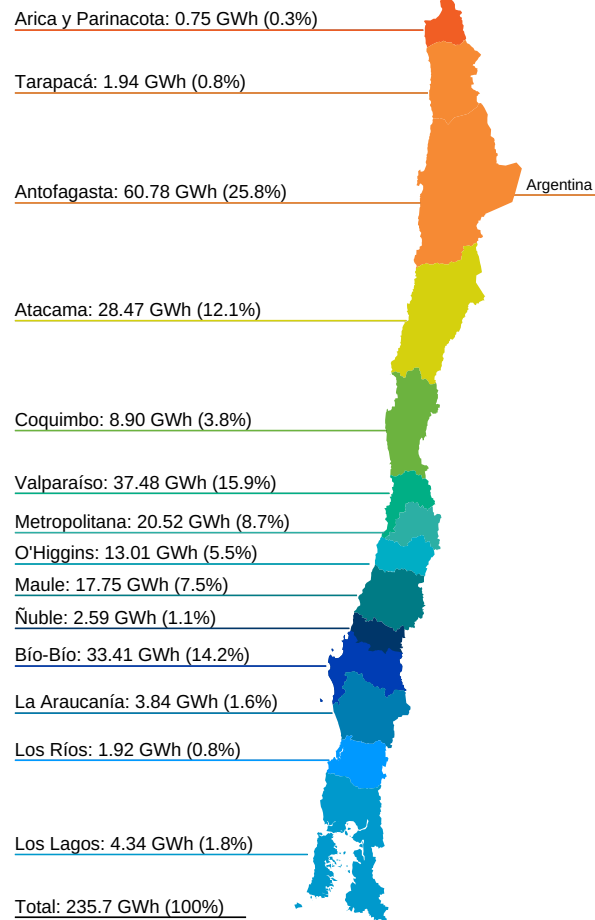 Arica y Parinacota: 0.75 GWh (0.3%)
Tarapacá: 1.94 GWh (0.8%)
Antofagasta: 60.78 GWh (25.8%)
Argentina
Atacama: 28.47 GWh (12.1%)
Coquimbo: 8.90 GWh (3.8%)
Valparaíso: 37.48 GWh (15.9%)
Metropolitana: 20.52 GWh (8.7%)
O'Higgins: 13.01 GWh (5.5%)
Maule: 17.75 GWh (7.5%)
Ñuble: 2.59 GWh (1.1%)
Bío-Bío: 33.41 GWh (14.2%)
La Araucanía: 3.84 GWh (1.6%)
Los Ríos: 1.92 GWh (0.8%)
Los Lagos: 4.34 GWh (1.8%)
Total: 235.7 GWh (100%)